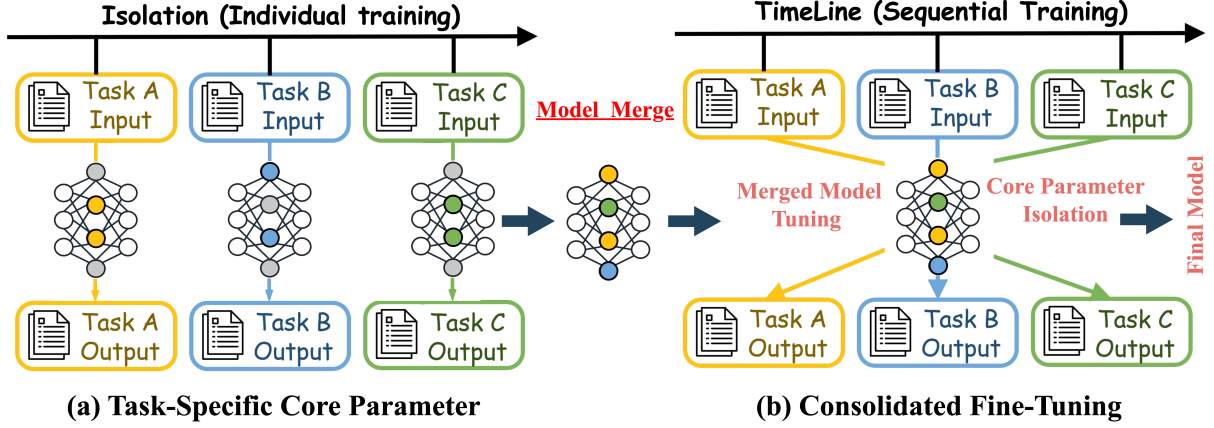 Isolation (Individual training)
Task A
Input
Task B
Input
Task C
Input
Task A
Output
Task B
Output
Task C
Output
(a) Task-Specific Core Parameter
Model Merge
TimeLine (Sequential Training)
Task A
Input
Task B
Input
Task C
Input
Merged Model
Tuning
Core Parameter
Isolation
Final Model
Task A
Output
Task B
Output
Task C
Output
(b) Consolidated Fine-Tuning